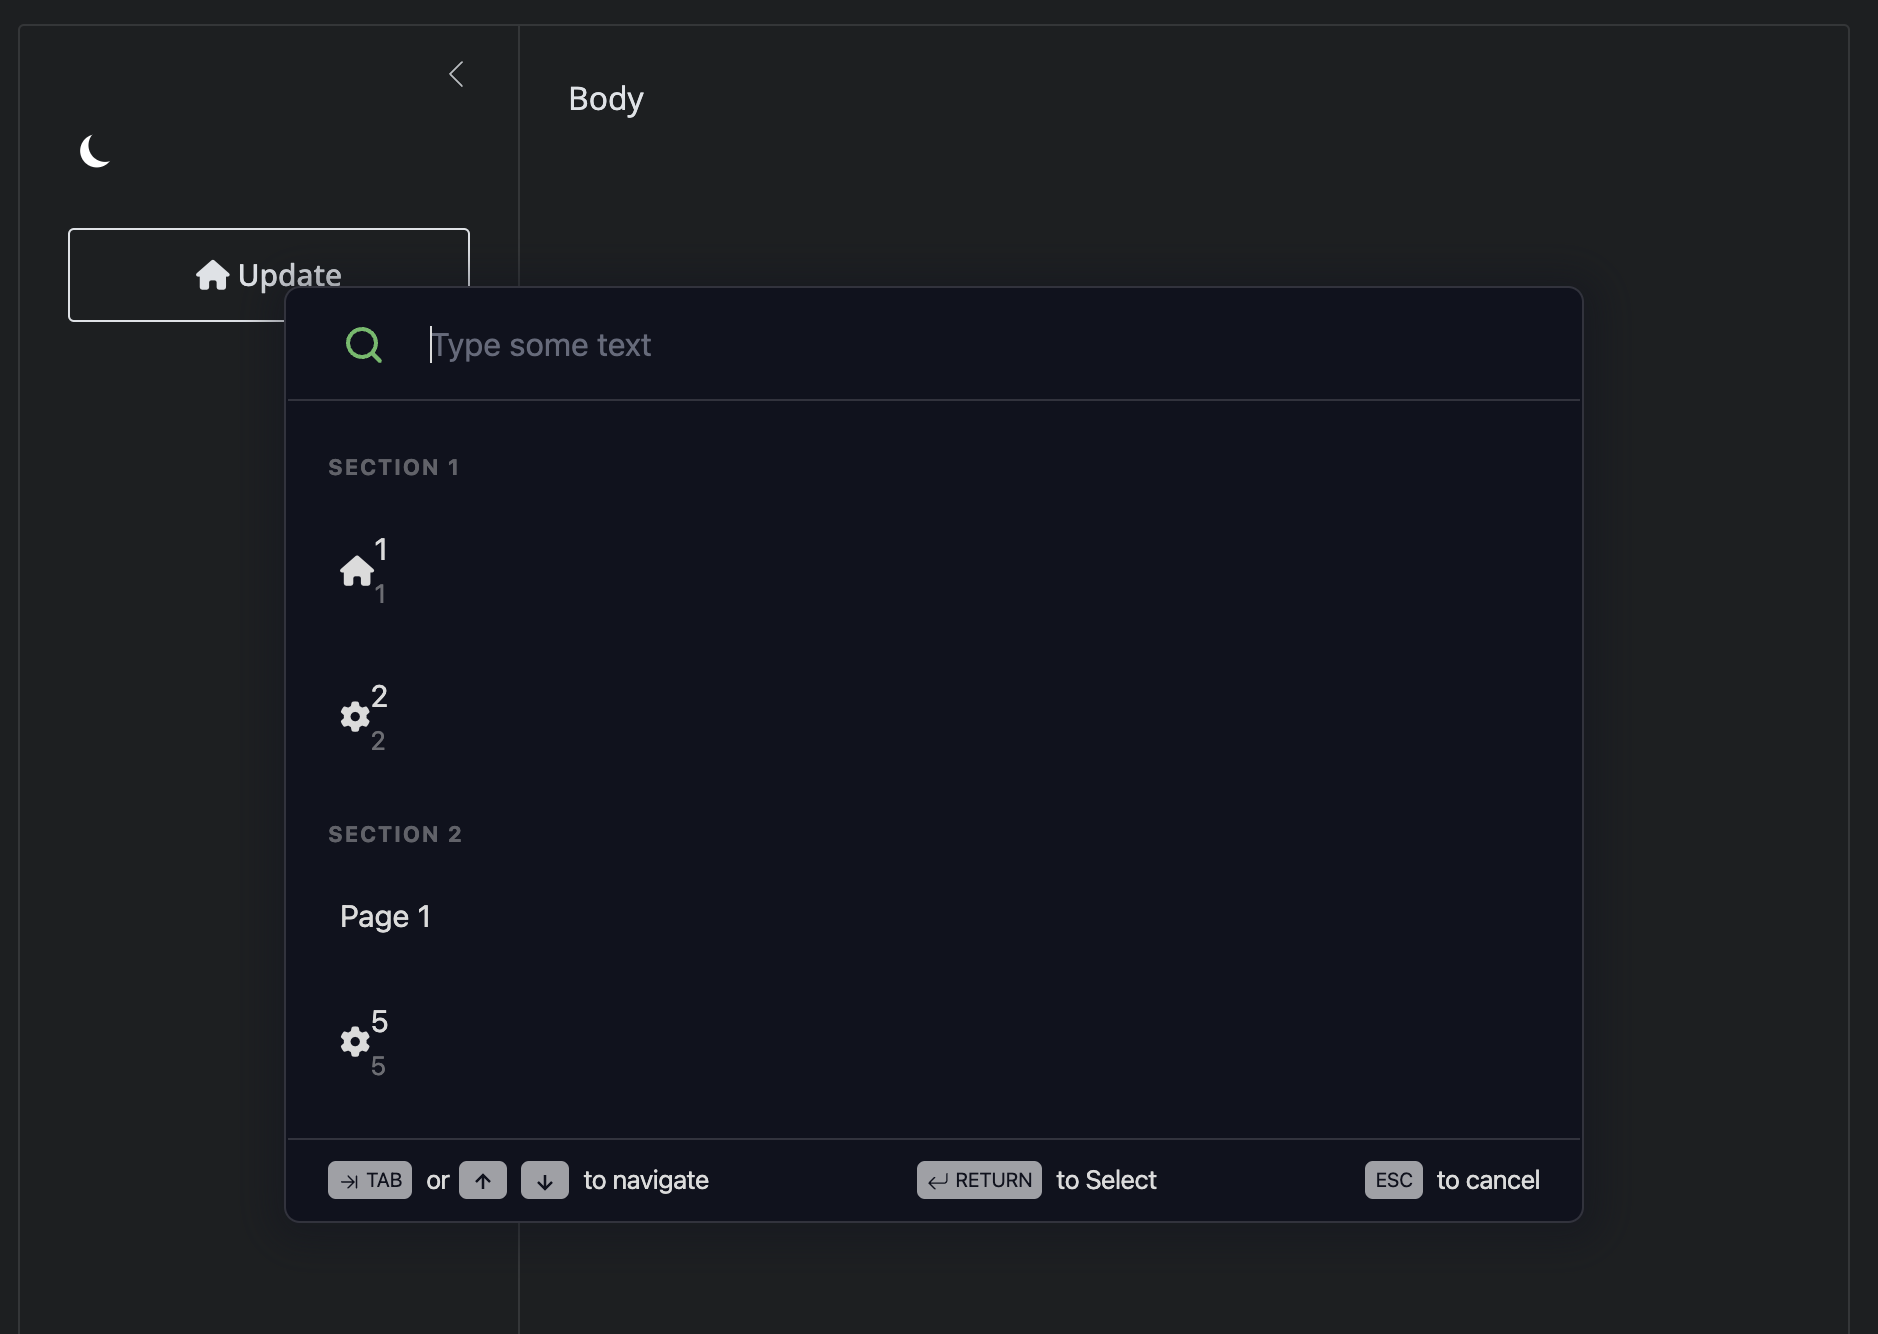 Body
Update
Type some text
SECTION 1
1
1
2
2
SECTION 2
Page 1
5
5
TAB or to navigate RETURN to Select ESC to cancel